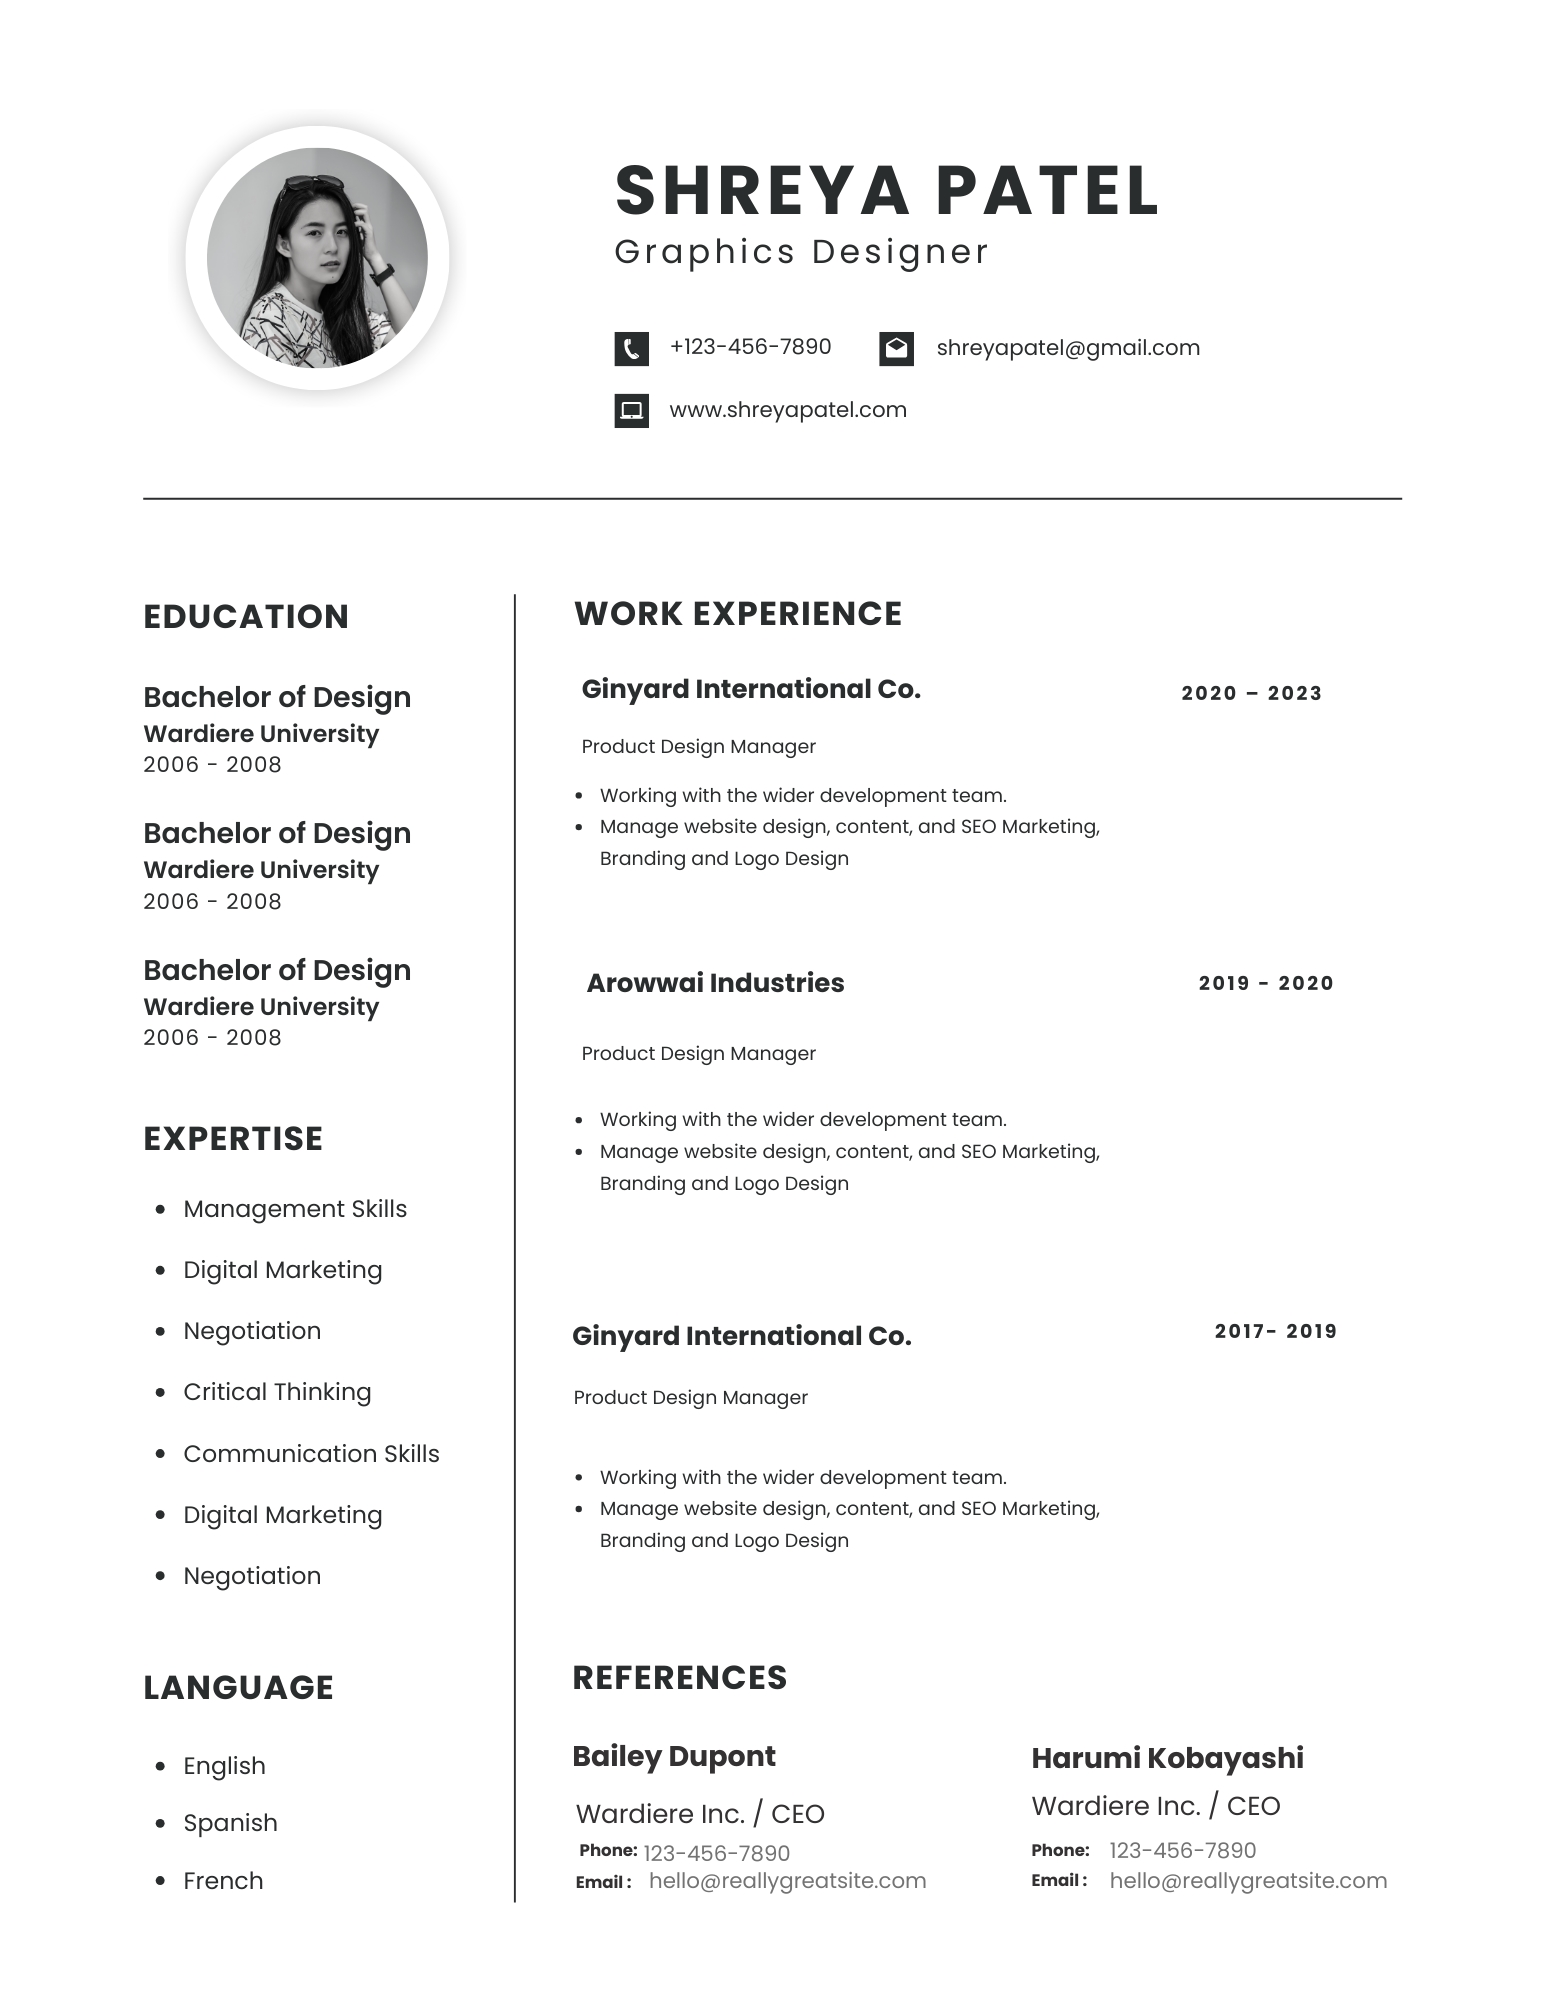 SHREYA PATEL
Graphics Designer
+123-456-7890
shreyapatel@gmail.com
www.shreyapatel.com
EDUCATION
Bachelor of Design
Wardiere University
2006 - 2008
Bachelor of Design
Wardiere University
2006 - 2008
Bachelor of Design
Wardiere University
2006 - 2008
EXPERTISE
• Management Skills
• Digital Marketing
• Negotiation
• Critical Thinking
• Communication Skills
• Digital Marketing
• Negotiation
LANGUAGE
• English
• Spanish
• French
WORK EXPERIENCE
Ginyard International Co. 2020 – 2023
Product Design Manager
• Working with the wider development team.
• Manage website design, content, and SEO Marketing,
Branding and Logo Design
Arowwai Industries 2019 - 2020
Product Design Manager
• Working with the wider development team.
• Manage website design, content, and SEO Marketing,
Branding and Logo Design
Ginyard International Co. 2017- 2019
Product Design Manager
• Working with the wider development team.
• Manage website design, content, and SEO Marketing,
Branding and Logo Design
REFERENCES
Bailey Dupont
Wardiere Inc. / CEO
Phone: 123-456-7890
Email : hello@reallygreatsite.com
Harumi Kobayashi
Wardiere Inc. / CEO
Phone: 123-456-7890
Email : hello@reallygreatsite.com